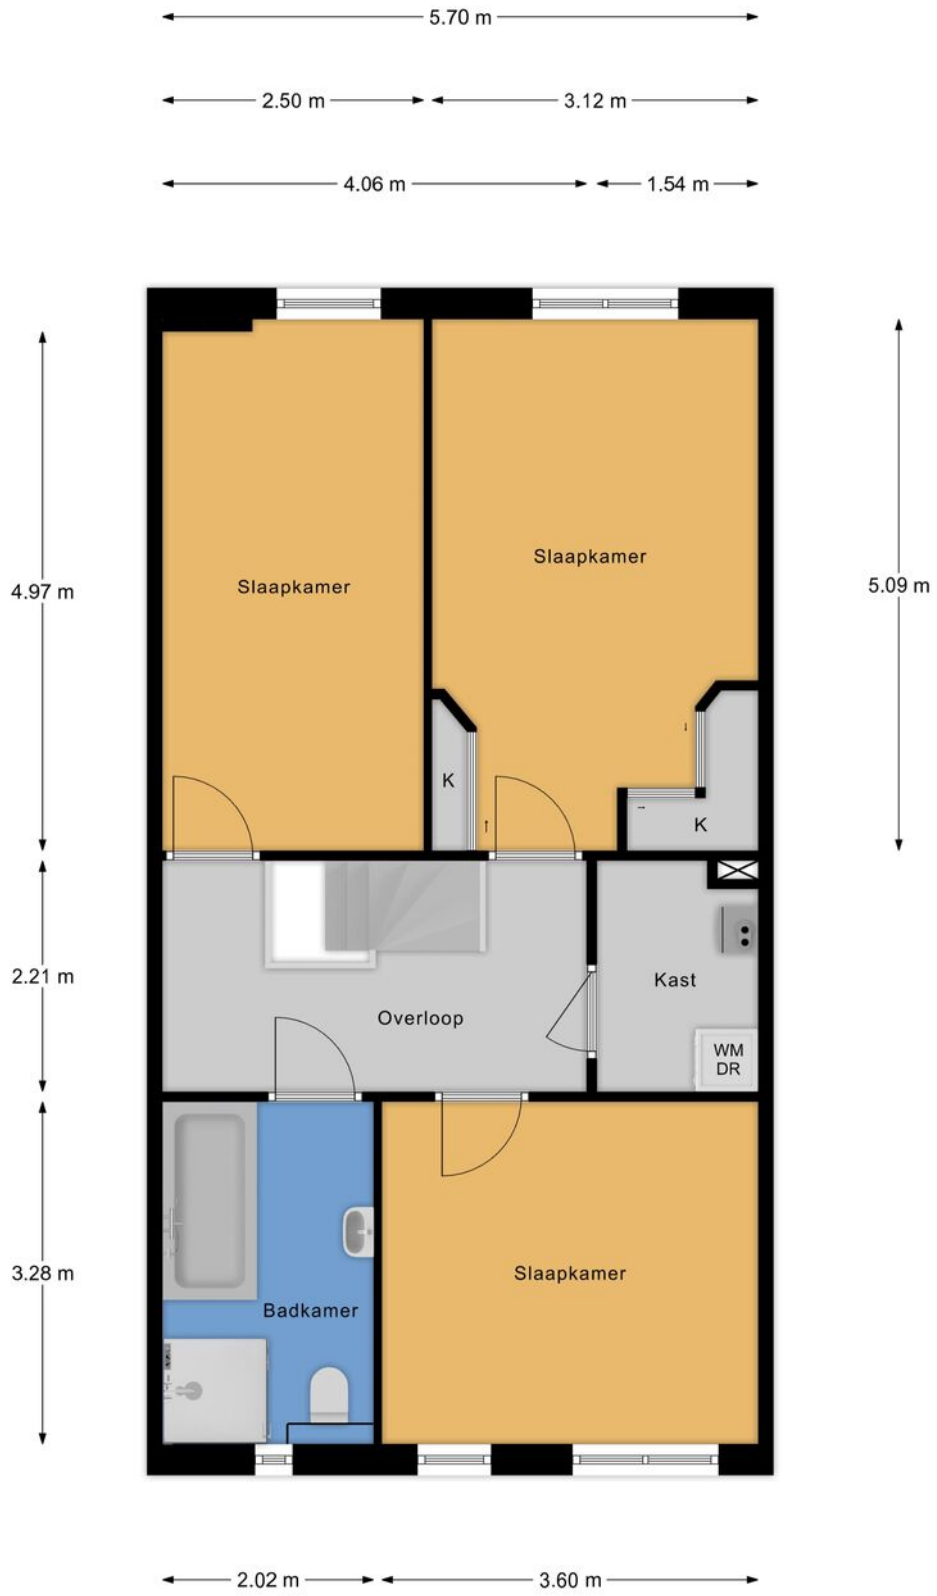 5.70 m
2.50 m
3.12 m
4.06 m
1.54 m
4.97 m
5.09 m
Slaapkamer
Slaapkamer
K
K
2.21 m
Kast
Overloop
WM
DR
3.28 m
Slaapkamer
Badkamer
2.02 m
3.60 m